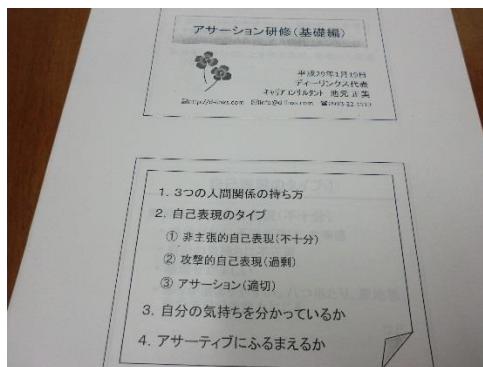 アサーション研修(基礎編)
平成29年1月19日
ディーリンクス代表
キャリアコンサルタント 池元 正美
1. 3つの人間関係の持ち方
2. 自己表現のタイプ
① 非主張的自己表現(不十分)
② 攻撃的自己表現(過剰)
③ アサーション(適切)
3. 自分の気持ちを分かっているか
4. アサーティブにふるまえるか